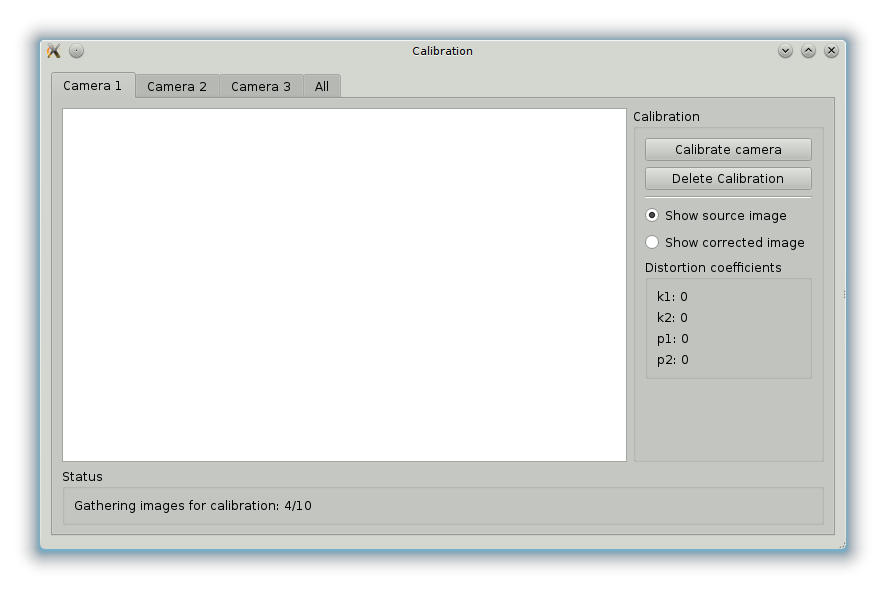 Calibration
Camera 1 Camera 2 Camera 3 All
Calibration
Calibrate camera
Delete Calibration
Show source image
Show corrected image
Distortion coefficients
k1: 0
k2: 0
p1: 0
p2: 0
Status
Gathering images for calibration: 4/10